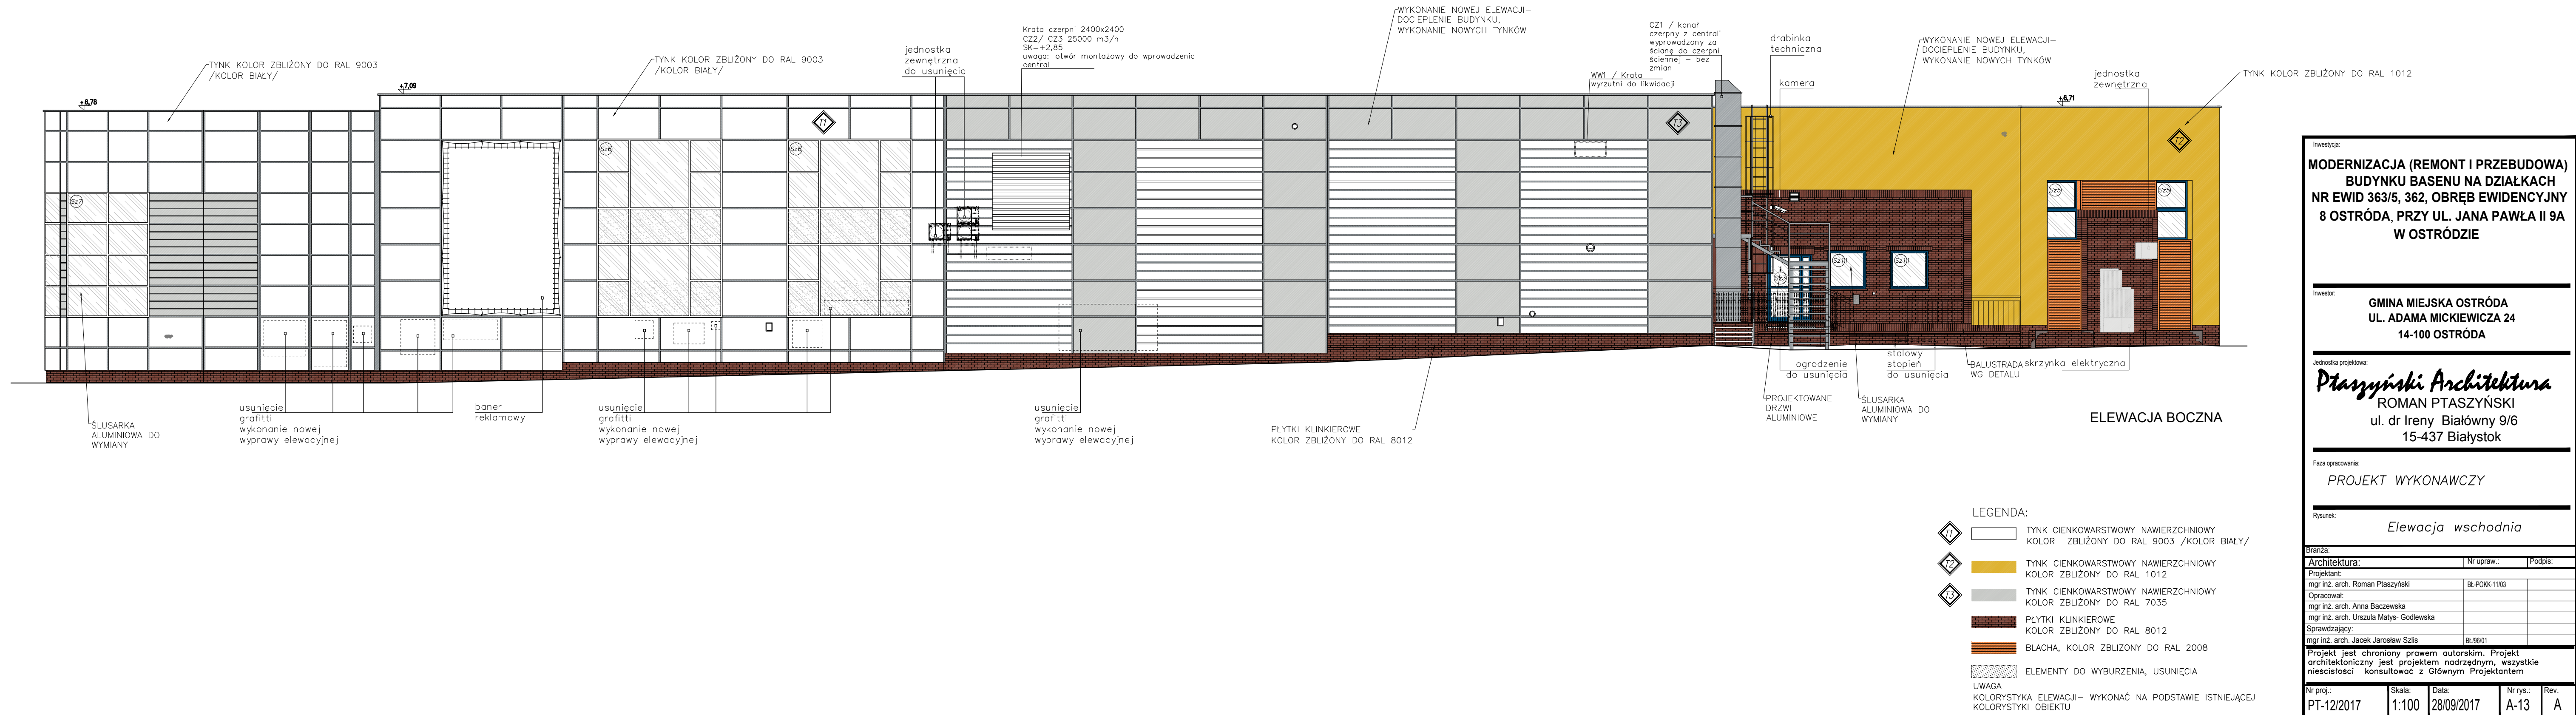 TYNK KOLOR ZBLIŻONY DO RAL 9003
/KOLOR BIAŁY/
+6,78
+7,09
TYNK KOLOR ZBLIŻONY DO RAL 9003
/KOLOR BIAŁY/
T1
jednostka
zewnętrzna
do usunięcia
Krata czerpni 2400x2400
CZ2/ CZ3 25000 m3/h
SK=+2,85
uwaga: otwór montażowy do wprowadzenia
central
WYKONANIE NOWEJ ELEWACJI-
DOCIEPLENIE BUDYNKU,
WYKONANIE NOWYCH TYNKÓW
WW1 / Krata
wyrzutni do likwidacji
CZ1 / kanał
czerpny z centrali
wyprowadzony za
ścianę do czerpni
ściennej - bez
zmian
T3
drabinka
techniczna
kamera
WYKONANIE NOWEJ ELEWACJI-
DOCIEPLENIE BUDYNKU,
WYKONANIE NOWYCH TYNKÓW
+6,71
jednostka
zewnętrzna
TYNK KOLOR ZBLIŻONY DO RAL 1012
T2
Sz7
Sz6
Sz6
Sz11
Sz11
Sz5
Sz5
ŚLUSARKA
ALUMINIOWA DO
WYMIANY
usunięcie
grafitti
wykonanie nowej
wyprawy elewacyjnej
baner
reklamowy
usunięcie
grafitti
wykonanie nowej
wyprawy elewacyjnej
usunięcie
grafitti
wykonanie nowej
wyprawy elewacyjnej
PŁYTKI KLINKIEROWE
KOLOR ZBLIŻONY DO RAL 8012
ogrodzenie
do usunięcia
PROJEKTOWANE
DRZWI
ALUMINIOWE
stalowy
stopień
do usunięcia
ŚLUSARKA
ALUMINIOWA DO
WYMIANY
BALUSTRADA
WG DETALU
skrzynka elektryczna
ELEWACJA BOCZNA
LEGENDA:
T1
TYNK CIENKOWARSTWOWY NAWIERZCHNIOWY
KOLOR ZBLIŻONY DO RAL 9003 /KOLOR BIAŁY/
T2
TYNK CIENKOWARSTWOWY NAWIERZCHNIOWY
KOLOR ZBLIŻONY DO RAL 1012
T3
TYNK CIENKOWARSTWOWY NAWIERZCHNIOWY
KOLOR ZBLIŻONY DO RAL 7035
PŁYTKI KLINKIEROWE
KOLOR ZBLIŻONY DO RAL 8012
BLACHA, KOLOR ZBLIZONY DO RAL 2008
ELEMENTY DO WYBURZENIA, USUNIĘCIA
UWAGA
KOLORYSTYKA ELEWACJI- WYKONAĆ NA PODSTAWIE ISTNIEJĄCEJ
KOLORYSTYKI OBIEKTU
Inwestycja:
MODERNIZACJA (REMONT I PRZEBUDOWA)
BUDYNKU BASENU NA DZIAŁKACH
NR EWID 363/5, 362, OBRĘB EWIDENCYJNY
8 OSTRÓDA, PRZY UL. JANA PAWŁA II 9A
W OSTRÓDZIE
Inwestor:
GMINA MIEJSKA OSTRÓDA
UL. ADAMA MICKIEWICZA 24
14-100 OSTRÓDA
Jednostka projektowa:
Ptaszyński Architektura
ROMAN PTASZYŃSKI
ul. dr Ireny Białówny 9/6
15-437 Białystok
Faza opracowania:
PROJEKT WYKONAWCZY
Rysunek:
Elewacja wschodnia
Branża:
Architektura: Nr upraw.: Podpis:
Projektant:
mgr inż. arch. Roman Ptaszyński BŁ-POKK-11/03
Opracował:
mgr inż. arch. Anna Baczewska
mgr inż. arch. Urszula Matys- Godlewska
Sprawdzający:
mgr inż. arch. Jacek Jarosław Szlis BŁ/96/01
Projekt jest chroniony prawem autorskim. Projekt
architektoniczny jest projektem nadrzędnym, wszystkie
nieścisłości konsultować z Głównym Projektantem
Nr proj.: Skala: Data: Nr rys.: Rev.
PT-12/2017 1:100 28/09/2017 A-13 A